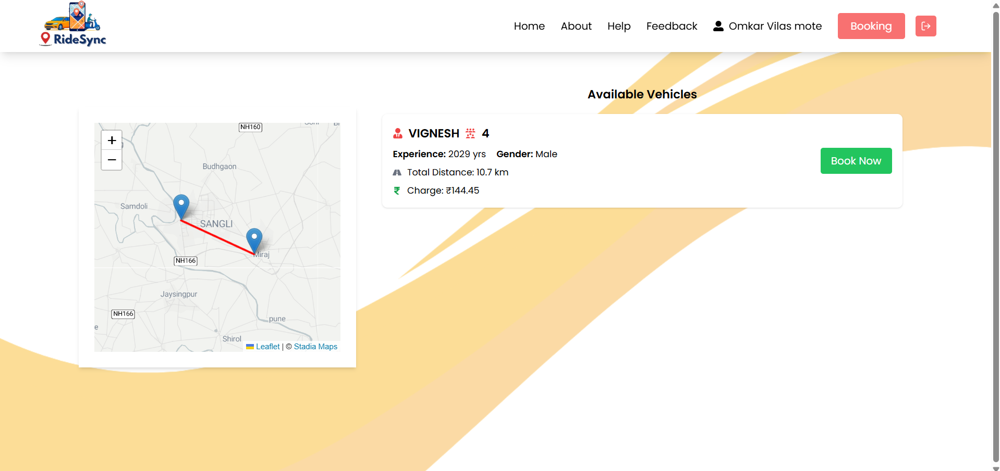 RideSync
Home About Help Feedback Omkar Vilas mote Booking
Available Vehicles
VIGNESH 4
Experience: 2029 yrs Gender: Male
Total Distance: 10.7 km
Charge: ₹144.45
Book Now
+
−
NH160
Budhgaon
Samdoli
SANGLI
Miraj
NH166
Jaysingpur
NH166
pune
e
Shirol
Leaflet | © Stadia Maps